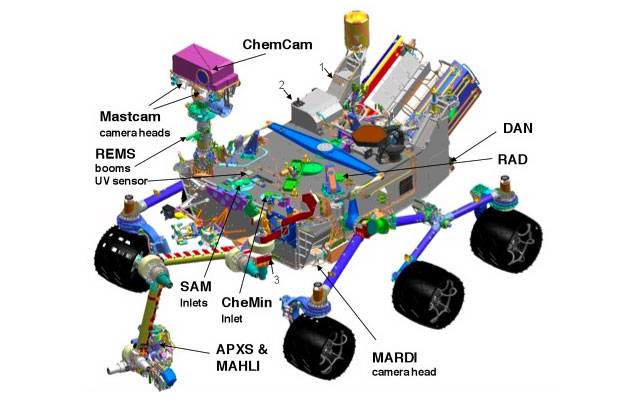 ChemCam
1
2
Mastcam
camera heads
REMS
booms
UV sensor
DAN
RAD
SAM
Inlets
CheMin
Inlet
3
APXS &
MAHLI
MARDI
camera head